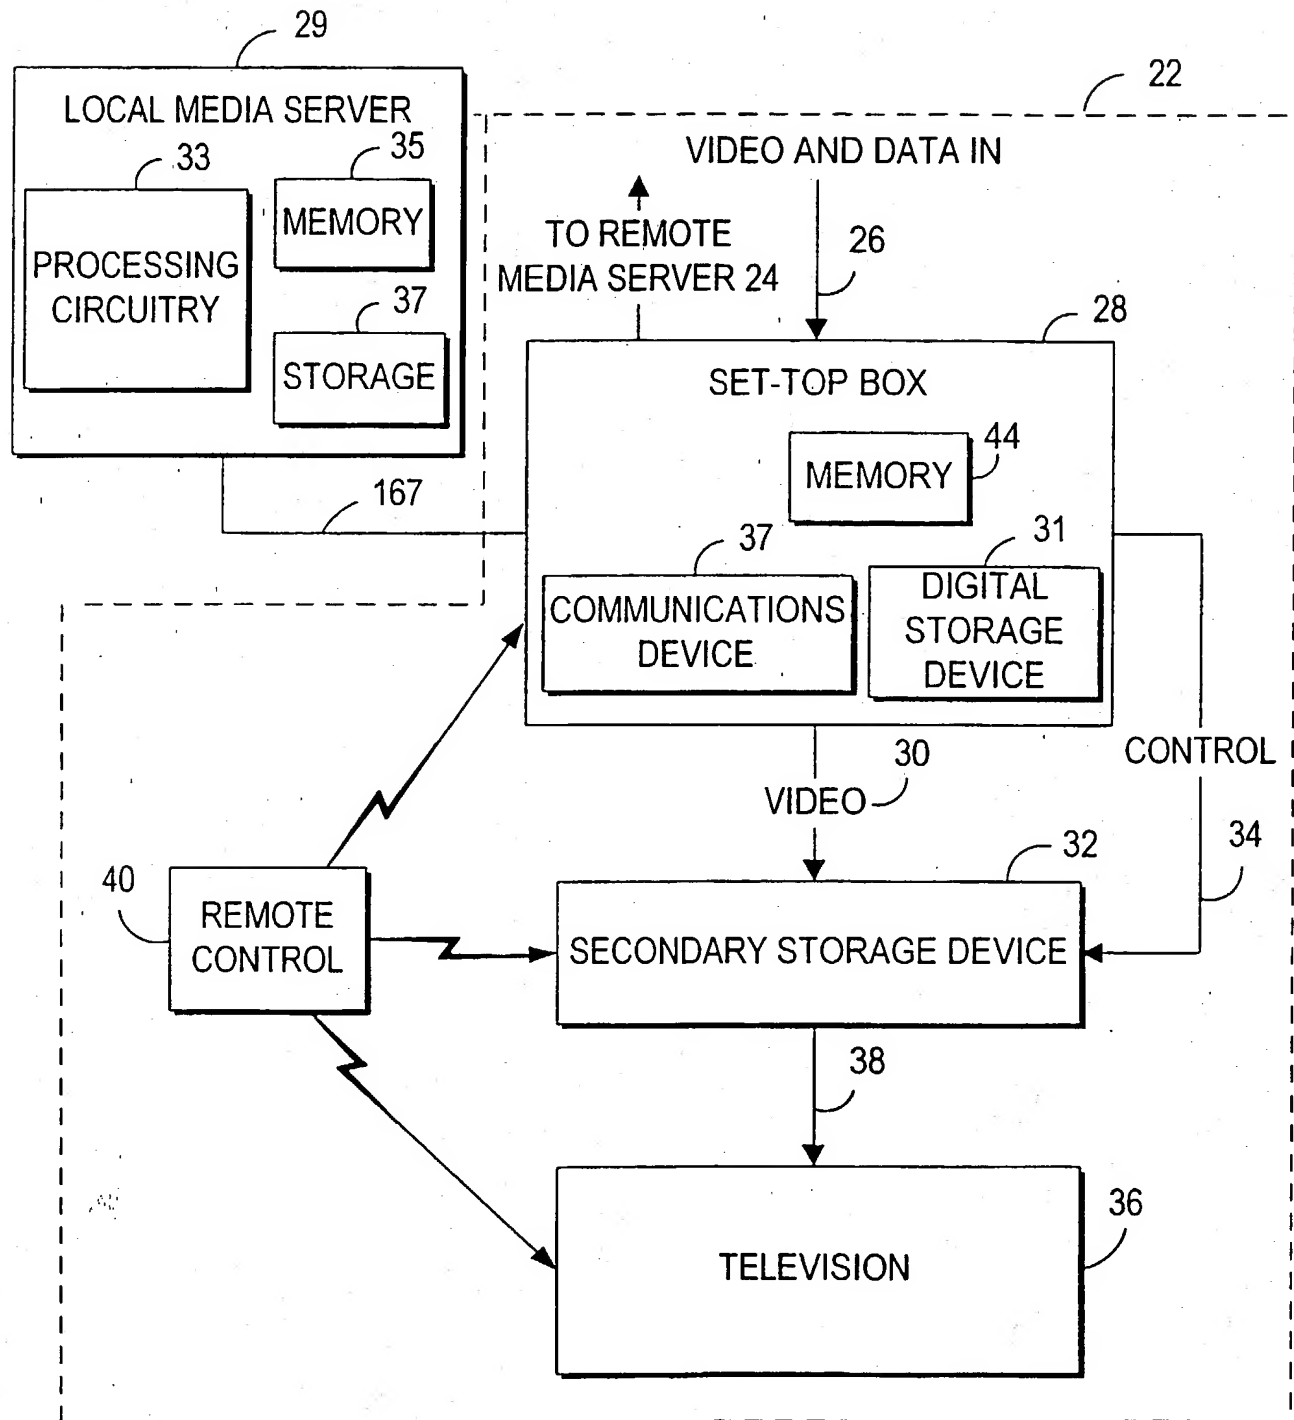 29
LOCAL MEDIA SERVER
33
35
PROCESSING
CIRCUITRY
MEMORY
37
STORAGE
22
VIDEO AND DATA IN
TO REMOTE
MEDIA SERVER 24
26
28
SET-TOP BOX
44
MEMORY
167
37
COMMUNICATIONS
DEVICE
31
DIGITAL
STORAGE
DEVICE
30
VIDEO
CONTROL
34
32
SECONDARY STORAGE DEVICE
40
REMOTE
CONTROL
38
36
TELEVISION